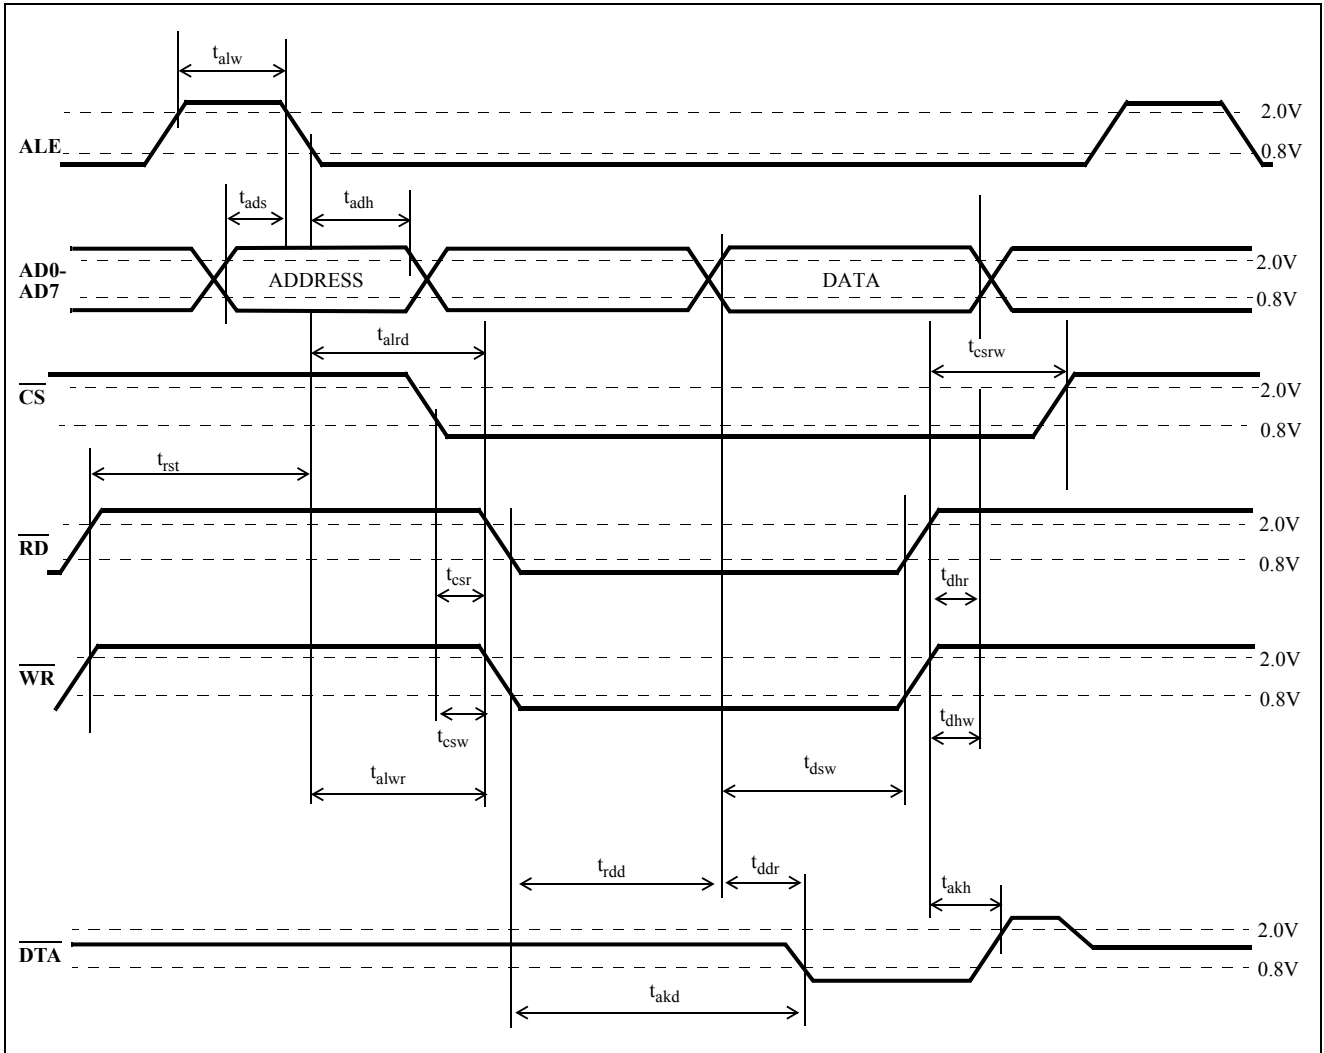 t_alw
2.0V
ALE
0.8V
t_ads
t_adh
AD0-
AD7
ADDRESS
DATA
2.0V
0.8V
t_alrd
t_csrw
CS
2.0V
0.8V
t_rst
RD
2.0V
0.8V
t_csr
t_dhr
WR
2.0V
0.8V
t_csw
t_dhw
t_alwr
t_dsw
t_rdd
t_ddr
t_akh
DTA
2.0V
0.8V
t_akd